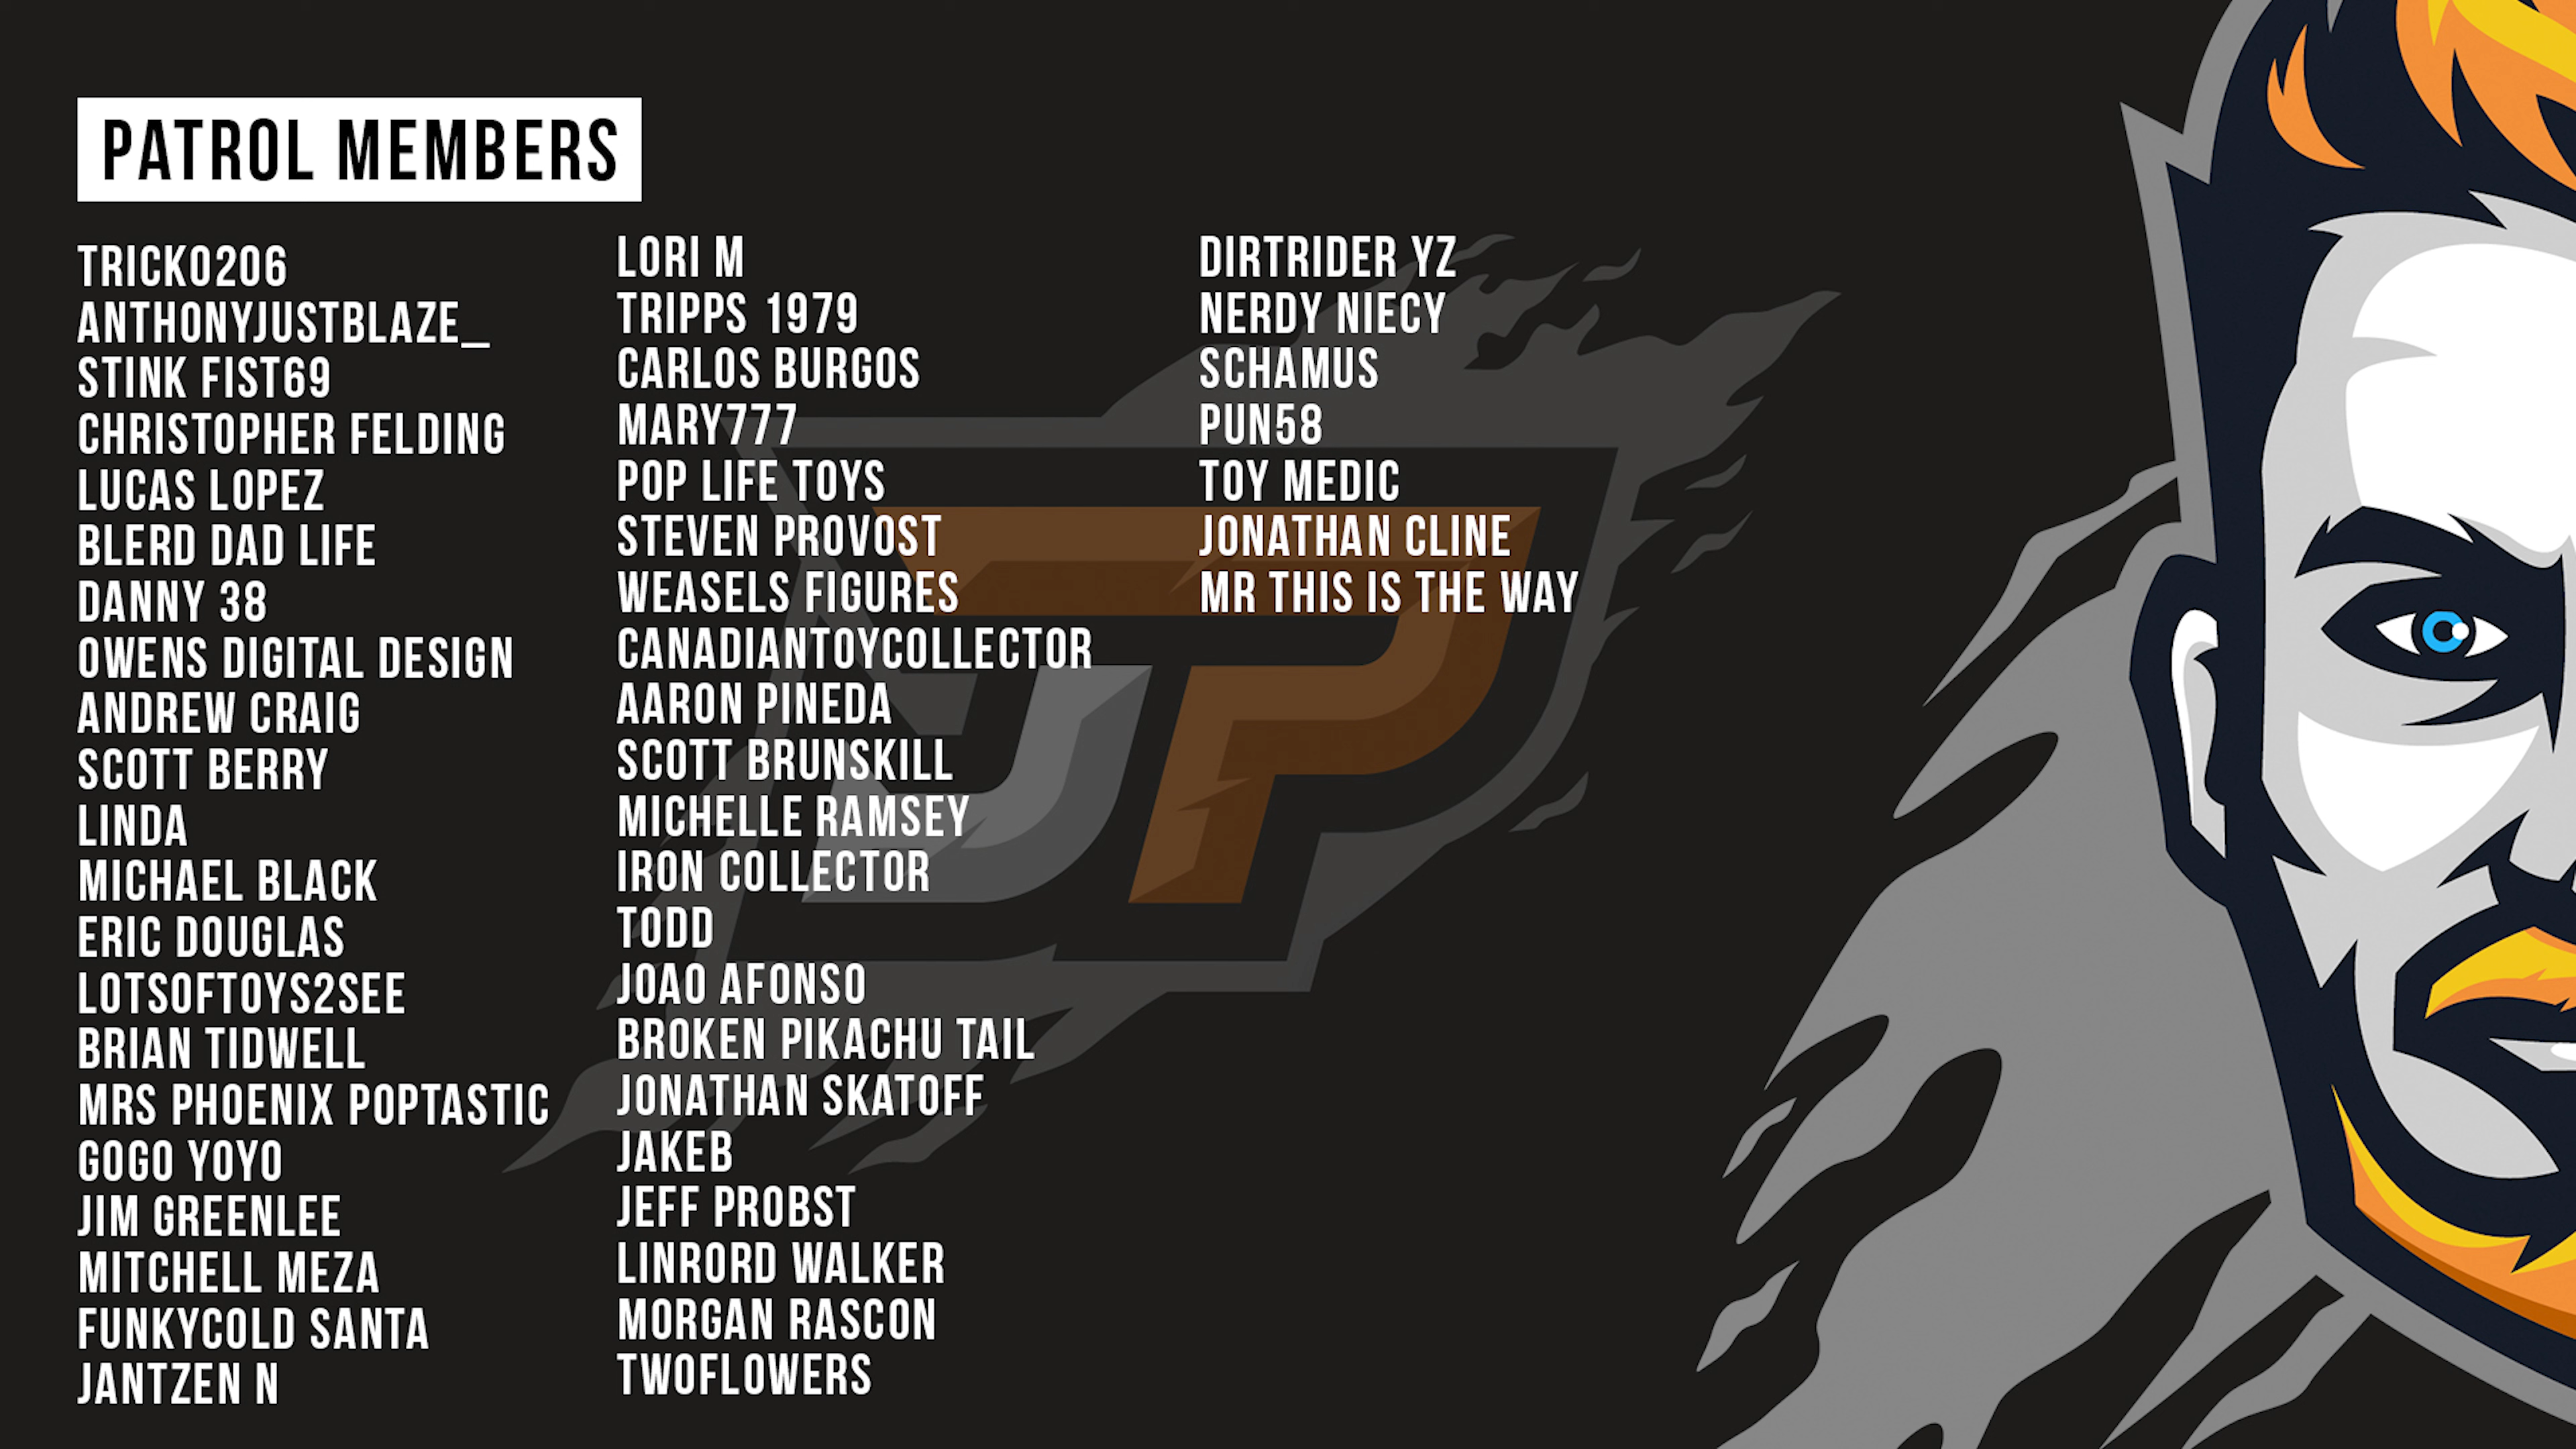 PATROL MEMBERS
TRICK0206
ANTHONYJUSTBLAZE_
STINK FIST69
CHRISTOPHER FELDING
LUCAS LOPEZ
BLERD DAD LIFE
DANNY 38
OWENS DIGITAL DESIGN
ANDREW CRAIG
SCOTT BERRY
LINDA
MICHAEL BLACK
ERIC DOUGLAS
LOTSOFTOYS2SEE
BRIAN TIDWELL
MRS PHOENIX POPTASTIC
GOGO YOYO
JIM GREENLEE
MITCHELL MEZA
FUNKYCOLD SANTA
JANTZEN N
LORI M
TRIPPS 1979
CARLOS BURGOS
MARY777
POP LIFE TOYS
STEVEN PROVOST
WEASELS FIGURES
CANADIANTOYCOLLECTOR
AARON PINEDA
SCOTT BRUNSKILL
MICHELLE RAMSEY
IRON COLLECTOR
TODD
JOAO AFONSO
BROKEN PIKACHU TAIL
JONATHAN SKATOFF
JAKEB
JEFF PROBST
LINRORD WALKER
MORGAN RASCON
TWOFLOWERS
DIRTRIDER YZ
NERDY NIECY
SCHAMUS
PUN58
TOY MEDIC
JONATHAN CLINE
MR THIS IS THE WAY
JP